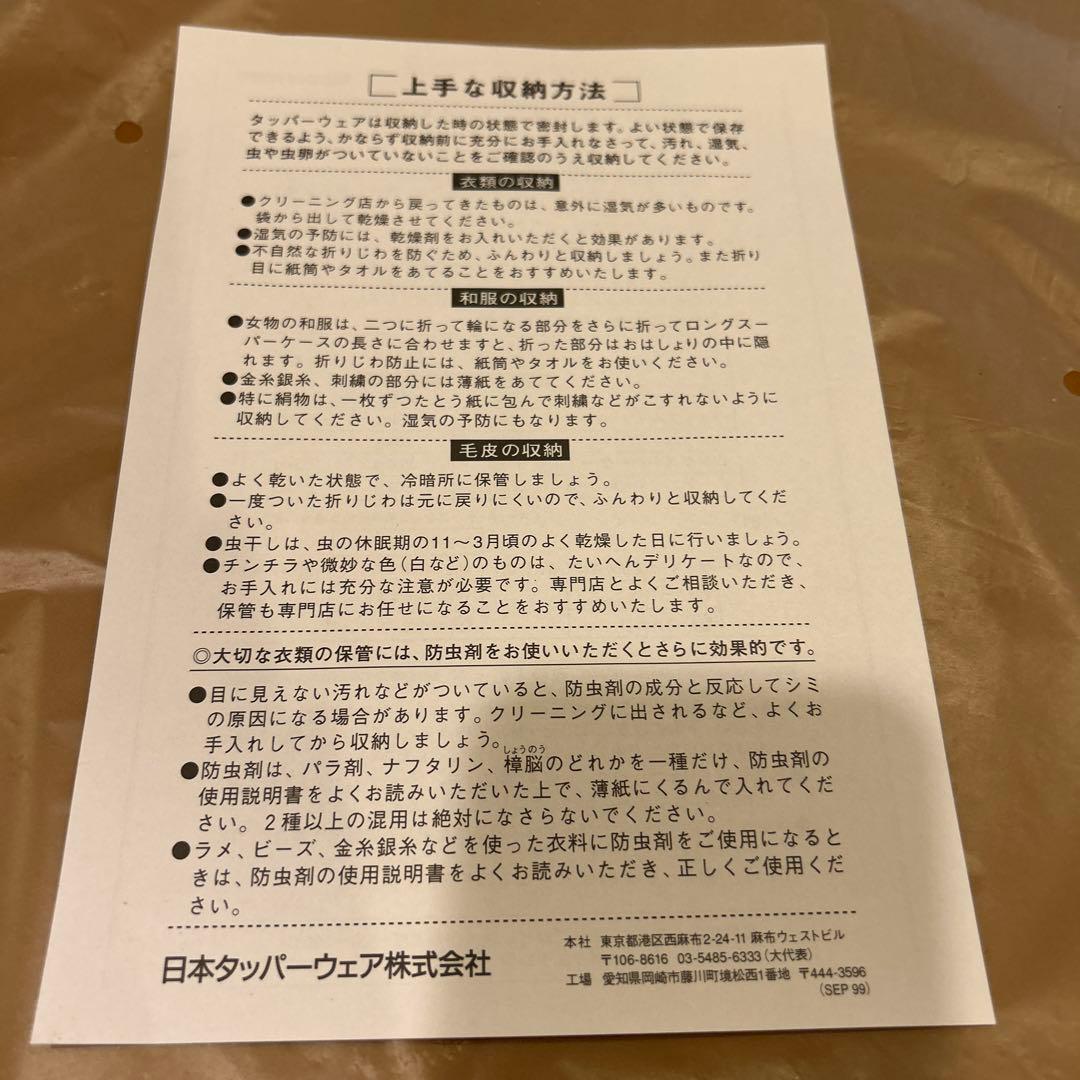 上手な収納方法
タッパーウェアは収納した時の状態で密封します。よい状態で保存
できるよう、かならず収納前に充分にお手入れなさって、汚れ、湿気、
虫や虫卵がついていないことをご確認のうえ収納してください。
衣類の収納
●クリーニング店から戻ってきたものは、意外に湿気が多いものです。
袋から出して乾燥させてください。
●湿気の予防には、乾燥剤をお入れいただくと効果があります。
●不自然な折りじわを防ぐため、ふんわりと収納しましょう。また折り
目に紙筒やタオルをあてることをおすすめいたします。
和服の収納
●女物の和服は、二つに折って輪になる部分をさらに折ってロングスー
パーケースの長さに合わせますと、折った部分はおはしょりの中に隠
れます。折りじわ防止には、紙筒やタオルをお使いください。
●金糸銀糸、刺繍の部分には薄紙をあててください。
●特に絹物は、一枚ずつたとう紙に包んで刺繍などがこすれないように
収納してください。湿気の予防にもなります。
毛皮の収納
●よく乾いた状態で、冷暗所に保管しましょう。
●一度ついた折りじわは元に戻りにくいので、ふんわりと収納してくだ
さい。
●虫干しは、虫の休眠期の11〜3月頃のよく乾燥した日に行いましょう。
●チンチラや微妙な色(白など)のものは、たいへんデリケートなので、
お手入れには充分な注意が必要です。専門店とよくご相談いただき、
保管も専門店にお任せになることをおすすめいたします。
◎大切な衣類の保管には、防虫剤をお使いいただくとさらに効果的です。
●目に見えない汚れなどがついていると、防虫剤の成分と反応してシミ
の原因になる場合があります。クリーニングに出されるなど、よくお
手入れしてから収納しましょう。
しょうのう
●防虫剤は、パラ剤、ナフタリン、樟脳のどれかを一種だけ、防虫剤の
使用説明書をよくお読みいただいた上で、薄紙にくるんで入れてくだ
さい。2種以上の混用は絶対になさらないでください。
●ラメ、ビーズ、金糸銀糸などを使った衣料に防虫剤をご使用になると
きは、防虫剤の使用説明書をよくお読みいただき、正しくご使用くだ
さい。
日本タッパーウェア株式会社
本社 東京都港区西麻布2-24-11 麻布ウェストビル
〒106-8616 03-5485-6333(大代表)
工場 愛知県岡崎市藤川町境松西1番地 〒444-3596
(SEP 99)